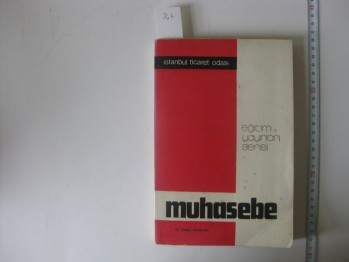 istanbul ticaret odası
eğitim
yayınları
serisi
muhasebe